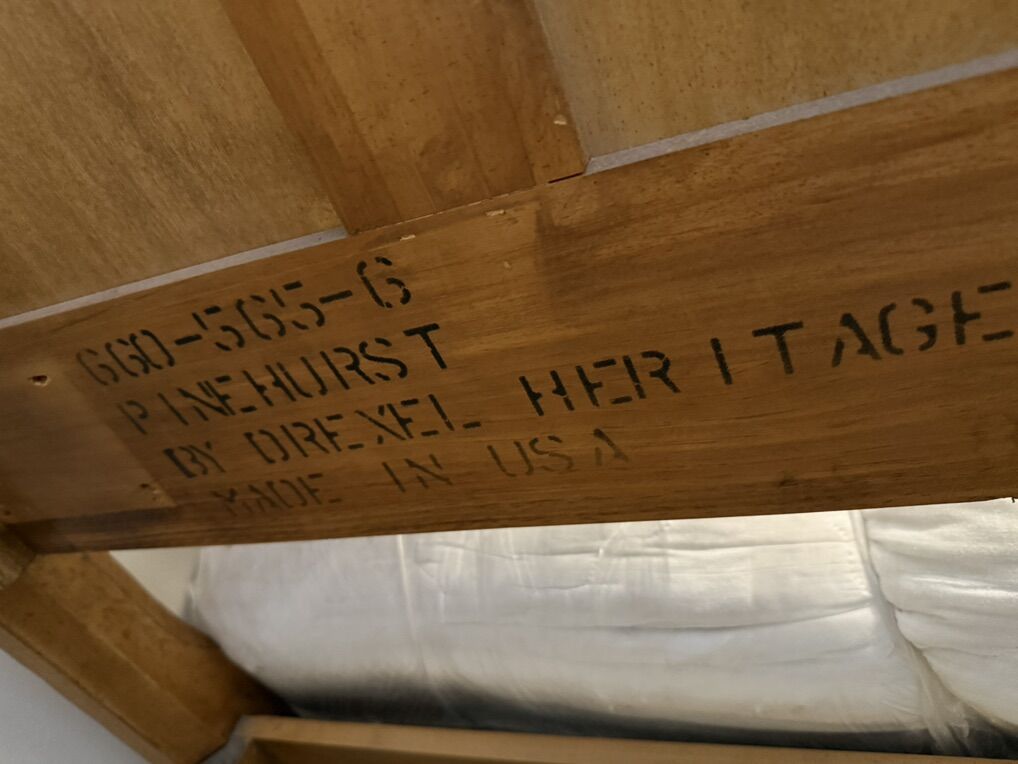 660-565-6
PINEHURST
BY DREXEL HERITAGE
MADE IN USA